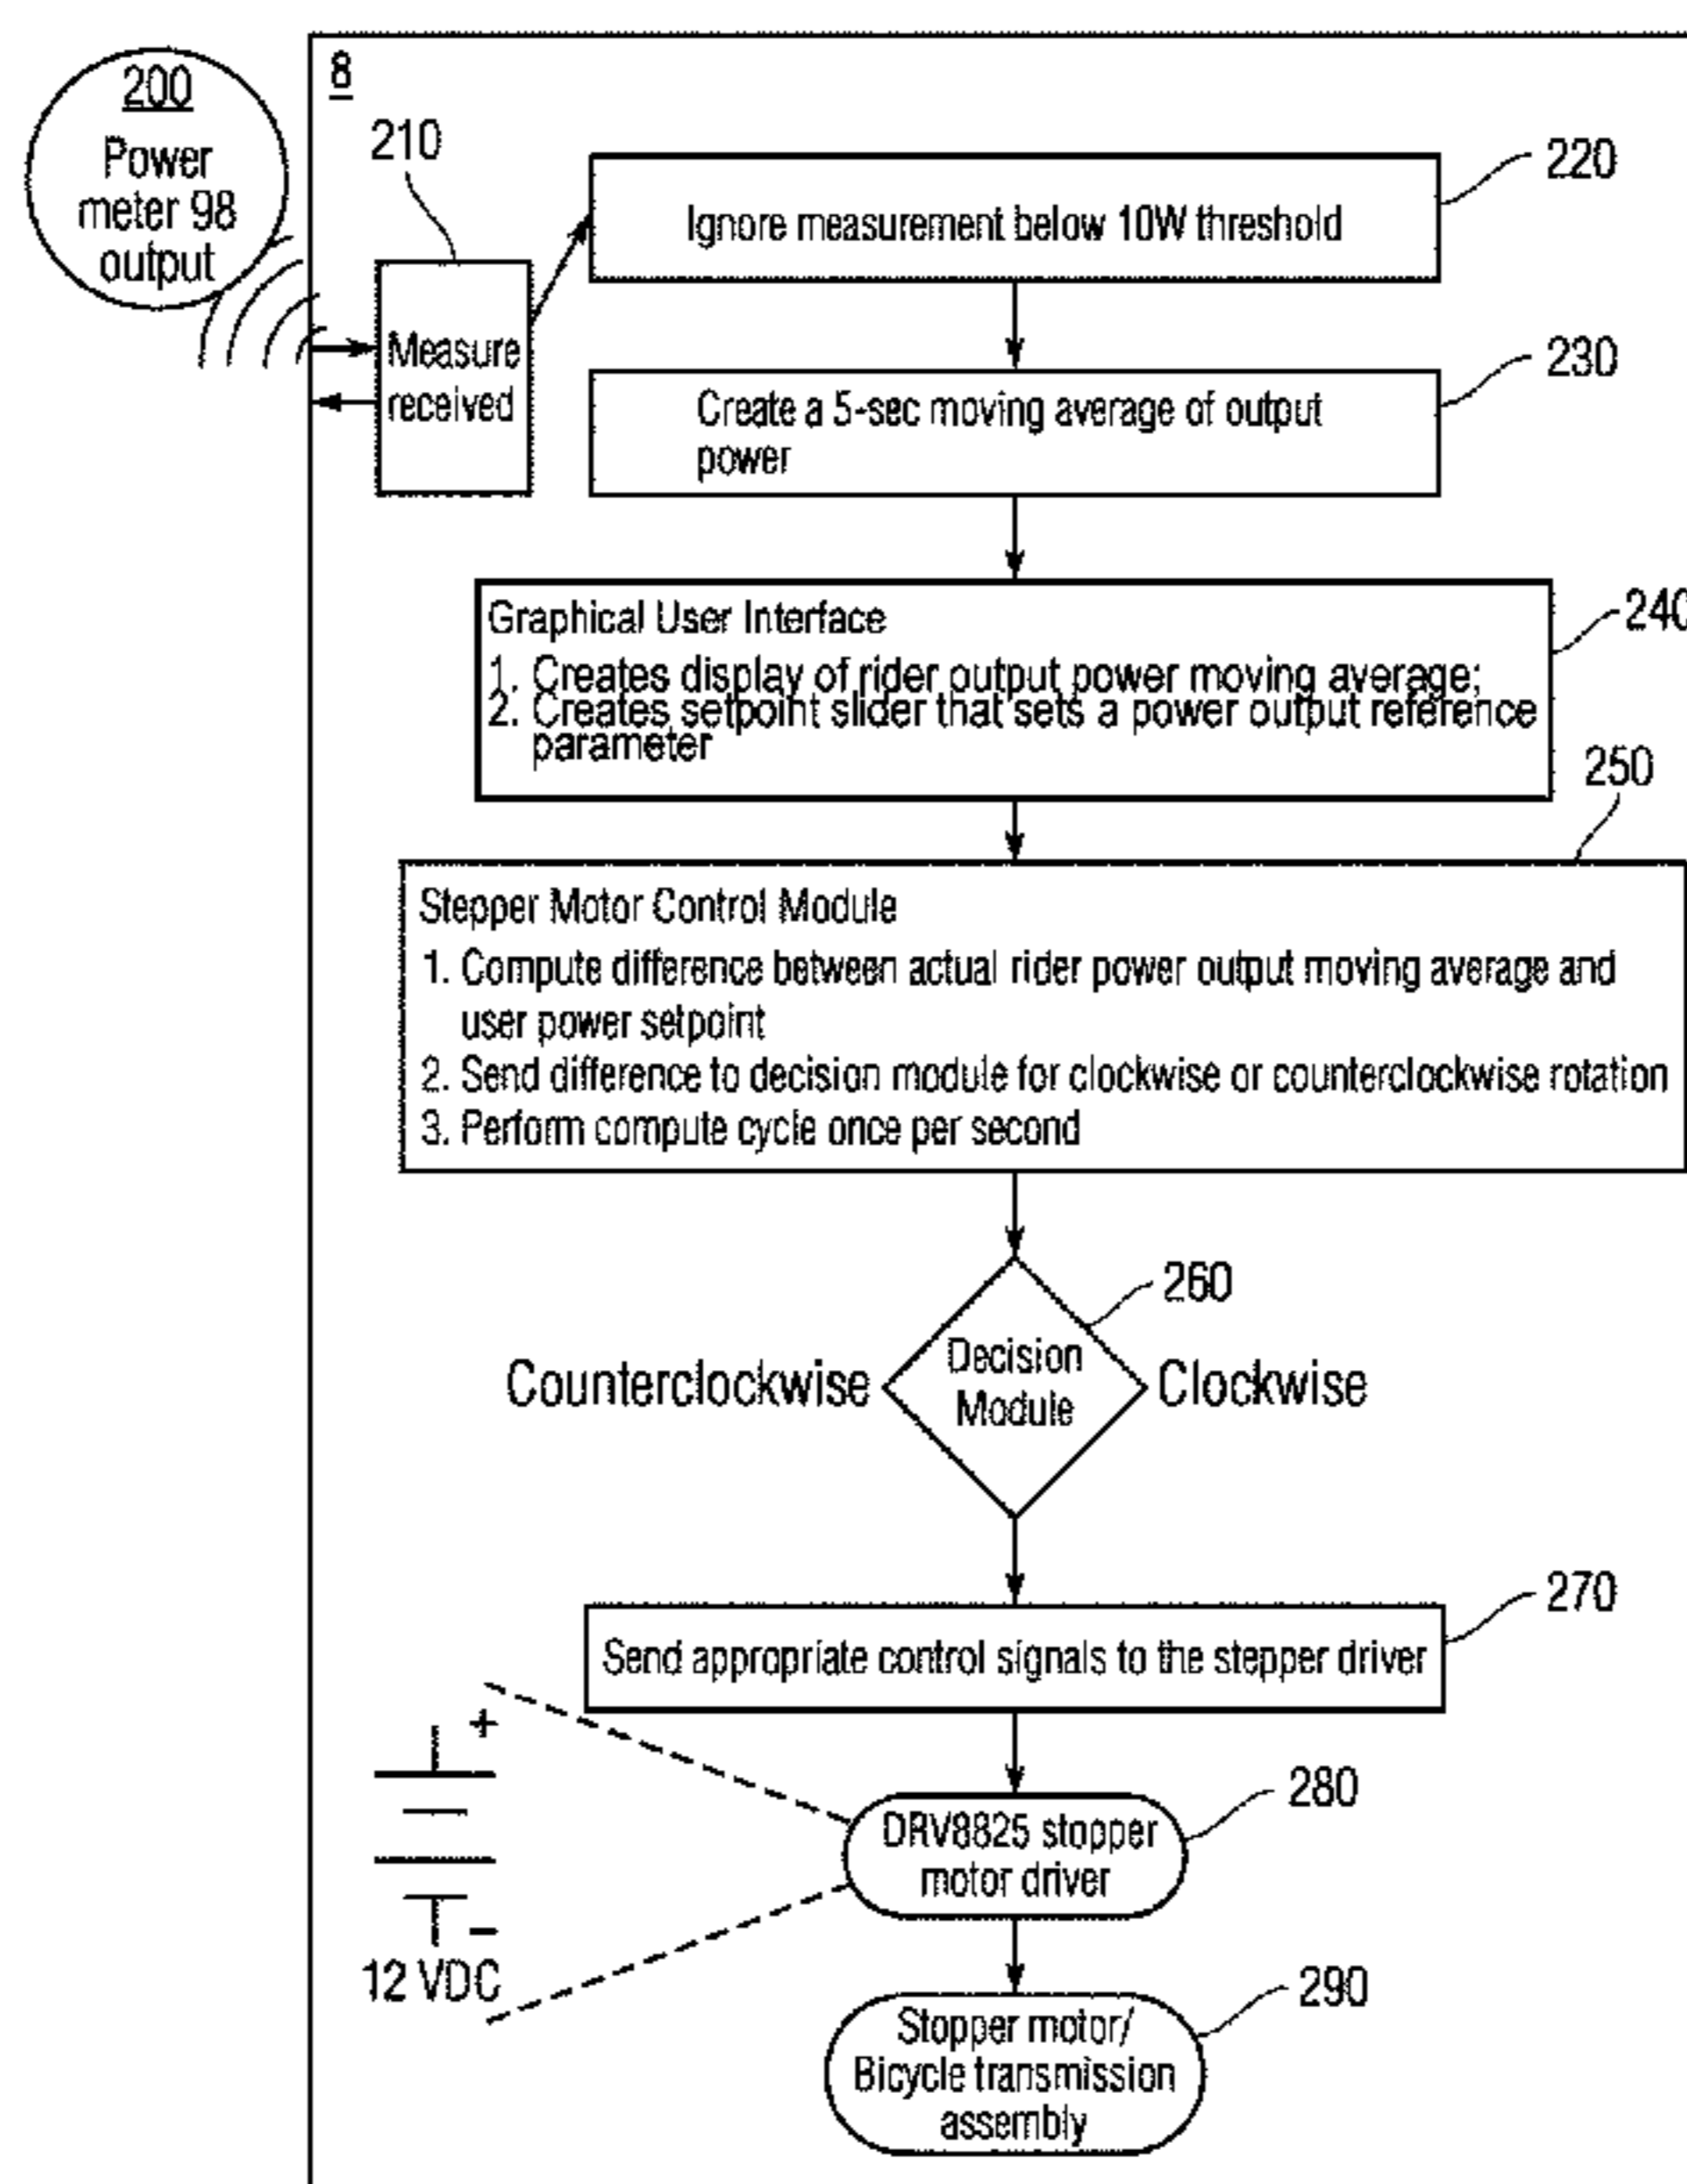 200
Power
meter 98
output
8
210
Measure
received
220
Ignore measurement below 10W threshold
230
Create a 5-sec moving average of output
power
240
Graphical User Interface
1. Creates display of rider output power moving average;
2. Creates setpoint slider that sets a power output reference
parameter
250
Stepper Motor Control Module
1. Compute difference between actual rider power output moving average and
user power setpoint
2. Send difference to decision module for clockwise or counterclockwise rotation
3. Perform compute cycle once per second
260
Counterclockwise
Decision
Module
Clockwise
270
Send appropriate control signals to the stepper driver
+
–
12 VDC
280
DRV8825 stopper
motor driver
290
Stopper motor/
Bicycle transmission
assembly